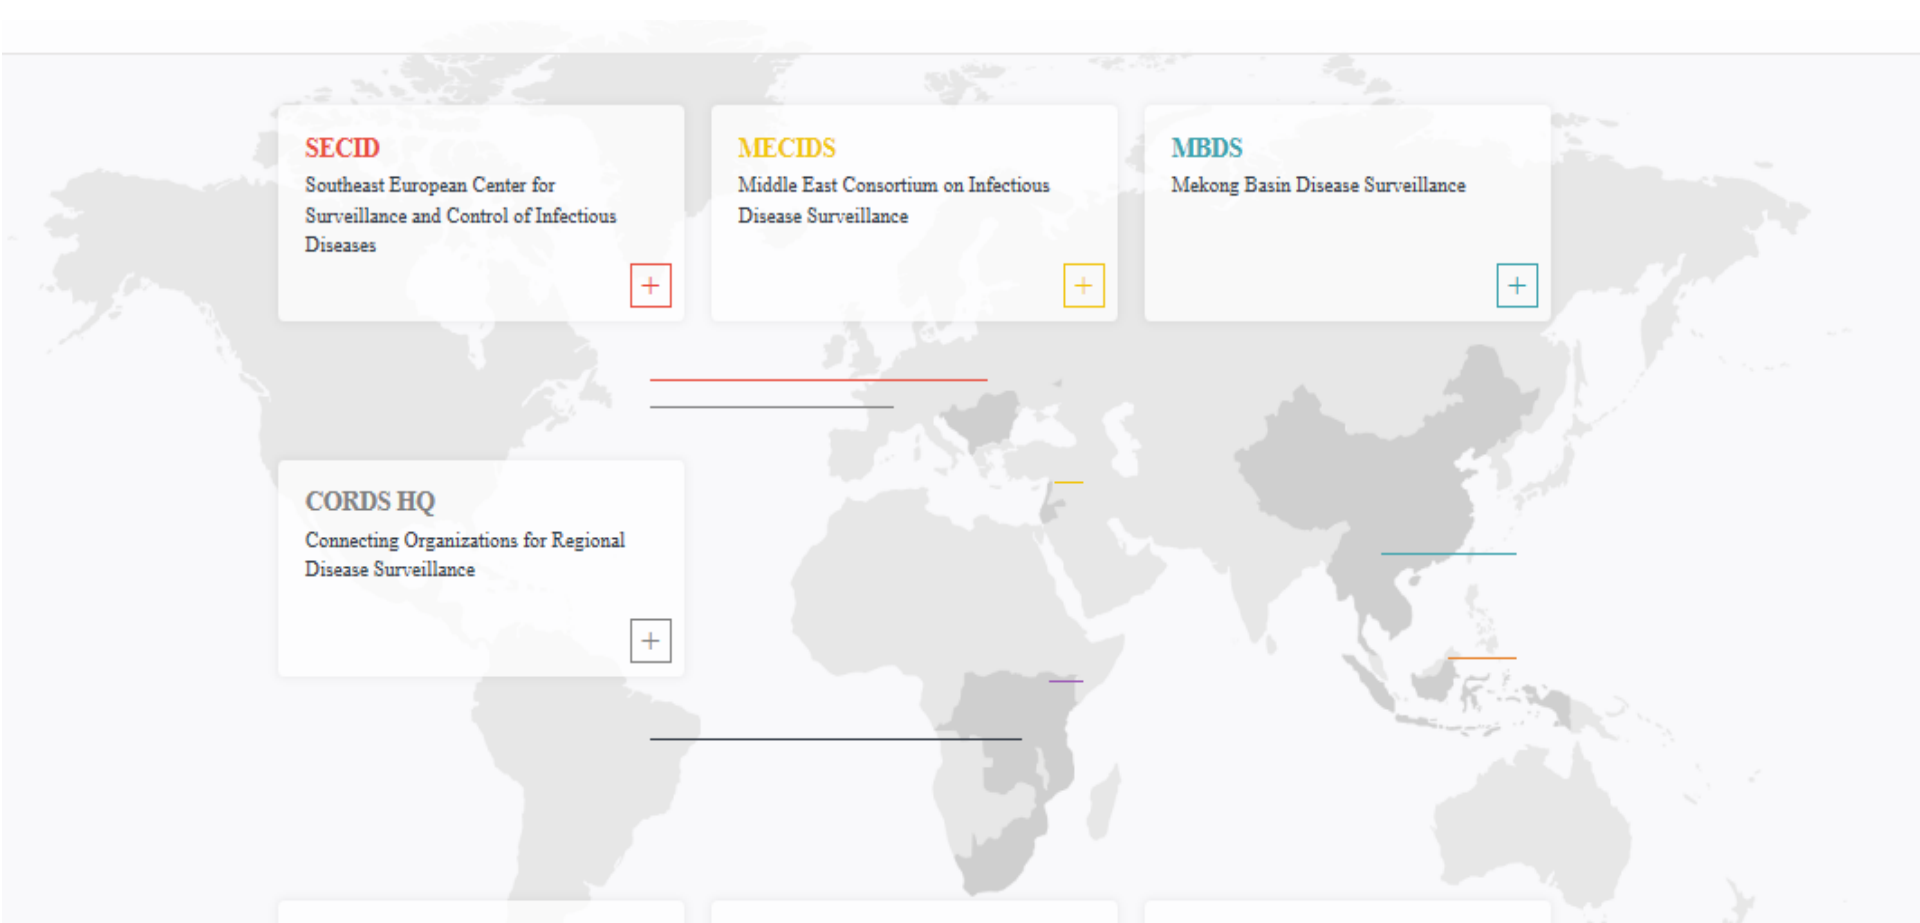 SECID
Southeast European Center for
Surveillance and Control of Infectious
Diseases
+
MECIDS
Middle East Consortium on Infectious
Disease Surveillance
+
MBDS
Mekong Basin Disease Surveillance
+
CORDS HQ
Connecting Organizations for Regional
Disease Surveillance
+